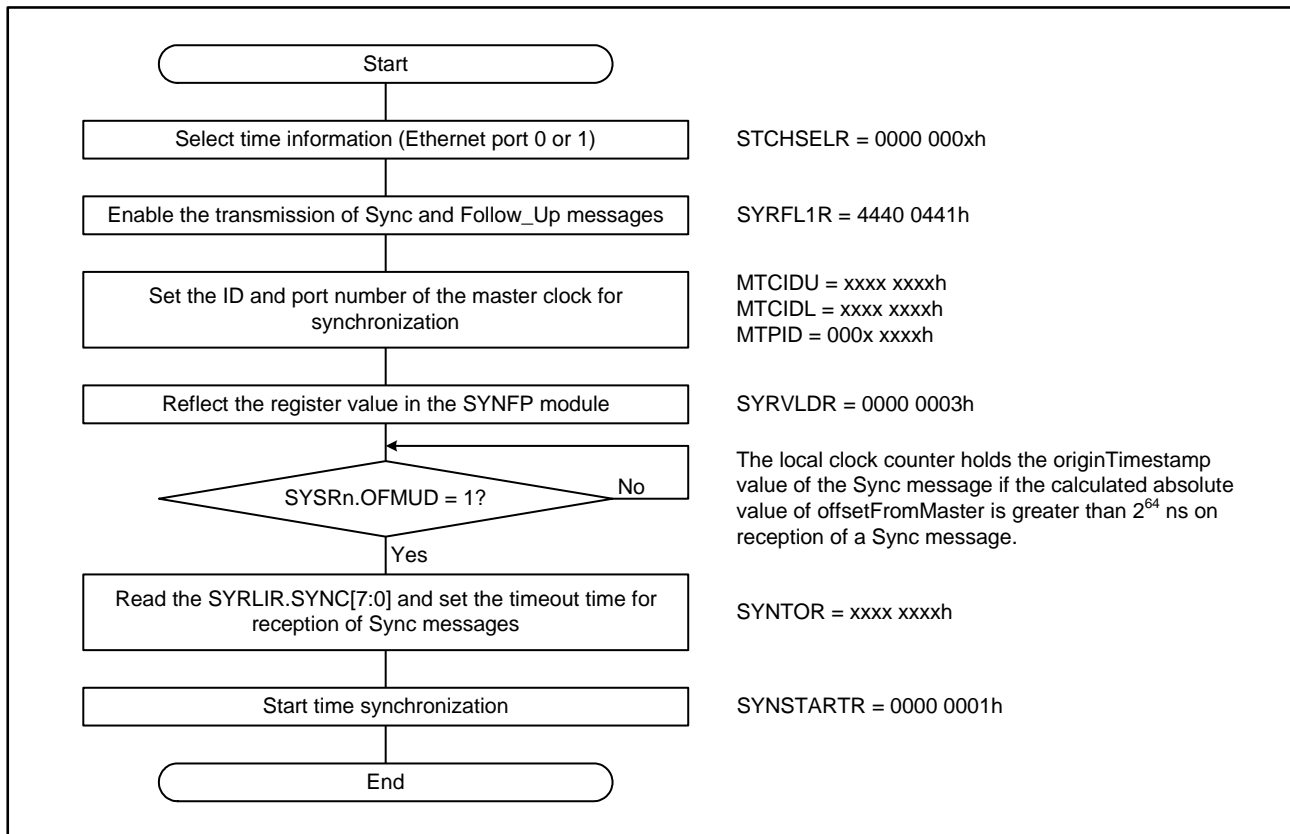 Start
Select time information (Ethernet port 0 or 1)
STCHSELR = 0000 000xh
Enable the transmission of Sync and Follow_Up messages
SYRFL1R = 4440 0441h
Set the ID and port number of the master clock for
synchronization
MTCIDU = xxxx xxxxh
MTCIDL = xxxx xxxxh
MTPID = 000x xxxxh
Reflect the register value in the SYNFP module
SYRVLDR = 0000 0003h
SYSRn.OFMUD = 1?
No
Yes
The local clock counter holds the originTimestamp
value of the Sync message if the calculated absolute
value of offsetFromMaster is greater than 2^64 ns on
reception of a Sync message.
Read the SYRLIR.SYNC[7:0] and set the timeout time for
reception of Sync messages
SYNTOR = xxxx xxxxh
Start time synchronization
SYNSTARTR = 0000 0001h
End